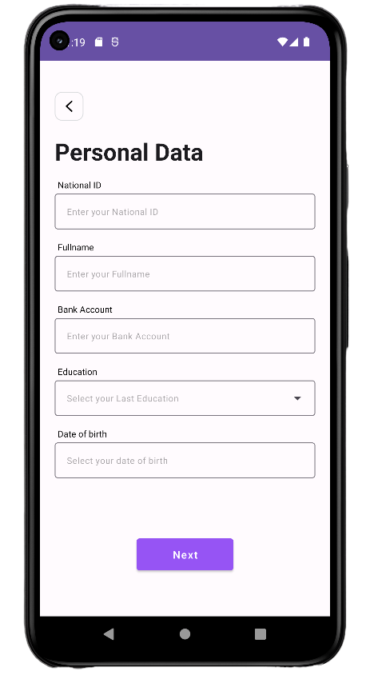 :19
Personal Data
National ID
Enter your National ID
Fullname
Enter your Fullname
Bank Account
Enter your Bank Account
Education
Select your Last Education
Date of birth
Select your date of birth
Next